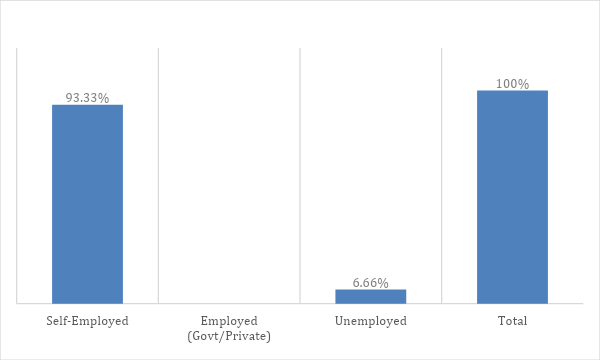 93.33%
6.66%
100%
Self-Employed
Employed
(Govt/Private)
Unemployed
Total